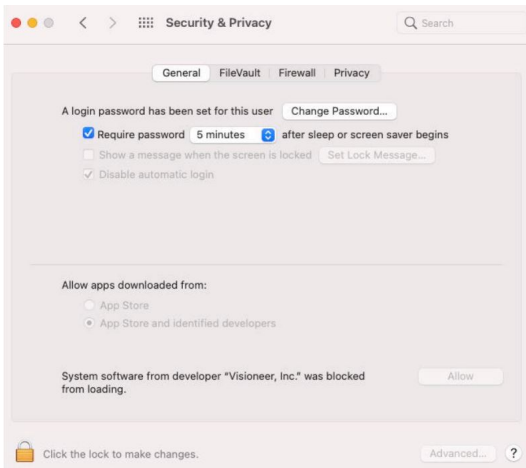 Security & Privacy
Search
General FileVault Firewall Privacy
A login password has been set for this user Change Password...
Require password 5 minutes after sleep or screen saver begins
Show a message when the screen is locked Set Lock Message...
Disable automatic login
Allow apps downloaded from:
App Store
App Store and identified developers
System software from developer "Visioneer, Inc." was blocked Allow
from loading.
Click the lock to make changes. Advanced... ?